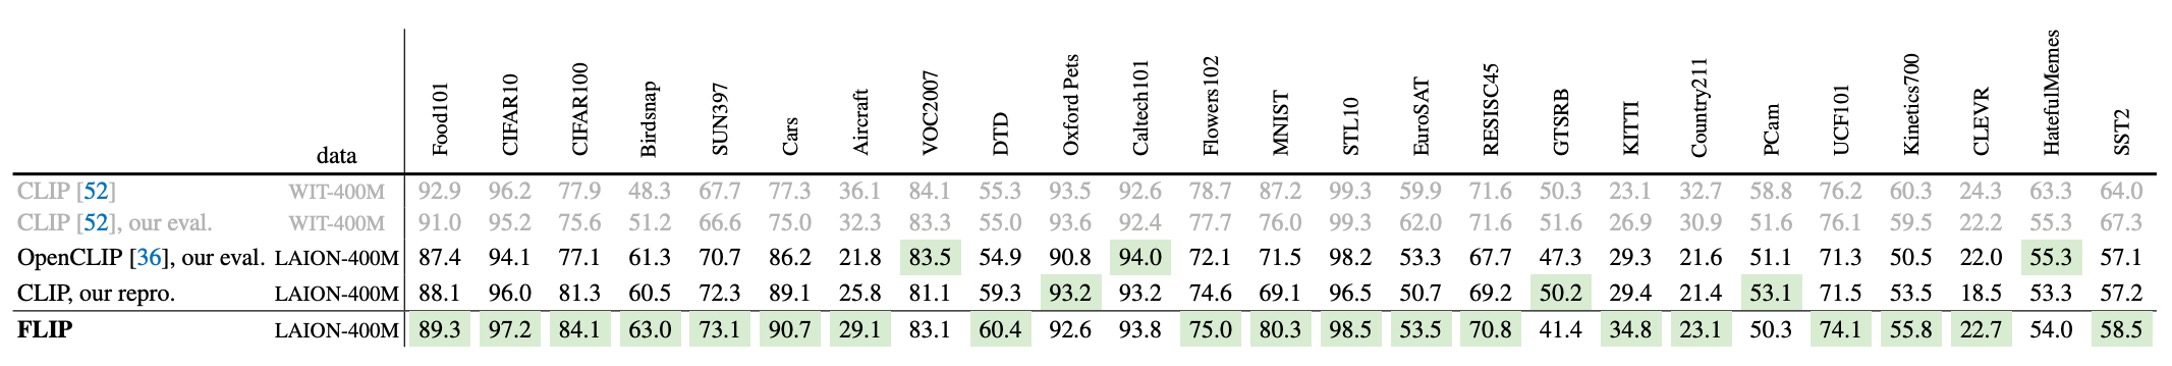 data Food101 CIFAR10 CIFAR100 Birdsnap SUN397 Cars Aircraft VOC2007 DTD Oxford Pets Caltech101 Flowers102 MNIST STL10 EuroSAT RESISC45 GTSRB KITTI Country211 PCam UCF101 Kinetics700 CLEVR HatefulMemes SST2
CLIP [52] WIT-400M 92.9 96.2 77.9 48.3 67.7 77.3 36.1 84.1 55.3 93.5 92.6 78.7 87.2 99.3 59.9 71.6 50.3 23.1 32.7 58.8 76.2 60.3 24.3 63.3 64.0
CLIP [52], our eval. WIT-400M 91.0 95.2 75.6 51.2 66.6 75.0 32.3 83.3 55.0 93.6 92.4 77.7 76.0 99.3 62.0 71.6 51.6 26.9 30.9 51.6 76.1 59.5 22.2 55.3 67.3
OpenCLIP [36], our eval. LAION-400M 87.4 94.1 77.1 61.3 70.7 86.2 21.8 83.5 54.9 90.8 94.0 72.1 71.5 98.2 53.3 67.7 47.3 29.3 21.6 51.1 71.3 50.5 22.0 55.3 57.1
CLIP, our repro. LAION-400M 88.1 96.0 81.3 60.5 72.3 89.1 25.8 81.1 59.3 93.2 93.2 74.6 69.1 96.5 50.7 69.2 50.2 29.4 21.4 53.1 71.5 53.5 18.5 53.3 57.2
FLIP LAION-400M 89.3 97.2 84.1 63.0 73.1 90.7 29.1 83.1 60.4 92.6 93.8 75.0 80.3 98.5 53.5 70.8 41.4 34.8 23.1 50.3 74.1 55.8 22.7 54.0 58.5